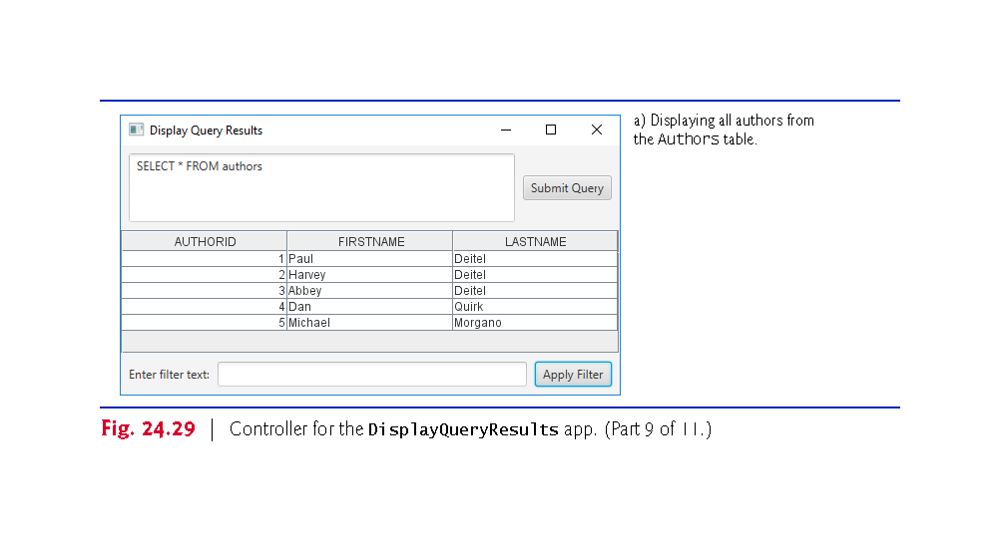 Display Query Results
SELECT * FROM authors
Submit Query
AUTHORID FIRSTNAME LASTNAME
1 Paul Deitel
2 Harvey Deitel
3 Abbey Deitel
4 Dan Quirk
5 Michael Morgano
Enter filter text:
Apply Filter
a) Displaying all authors from
the Authors table.
Fig. 24.29 | Controller for the DisplayQueryResults app. (Part 9 of 11.)